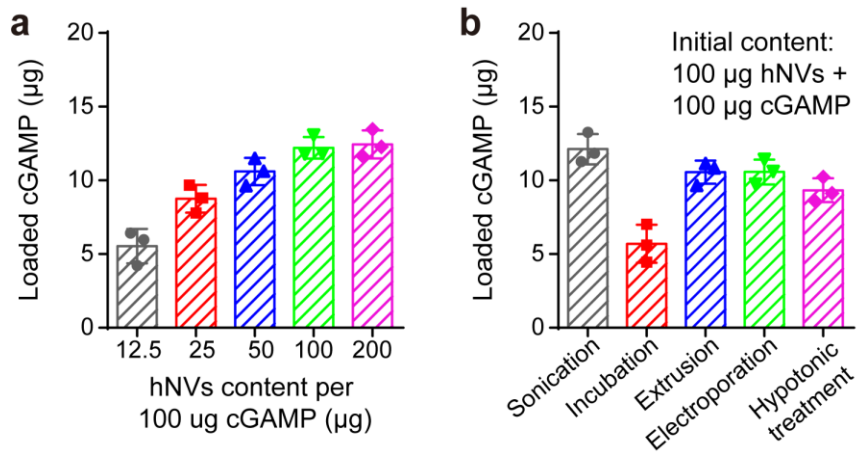 a
20
15
10
5
0
Loaded cGAMP (µg)
12.5 25 50 100 200
hNVs content per
100 ug cGAMP (µg)
b
Initial content:
100 µg hNVs +
100 µg cGAMP
20
15
10
5
0
Loaded cGAMP (µg)
Sonication
Incubation
Extrusion
Electroporation
Hypotonic
treatment